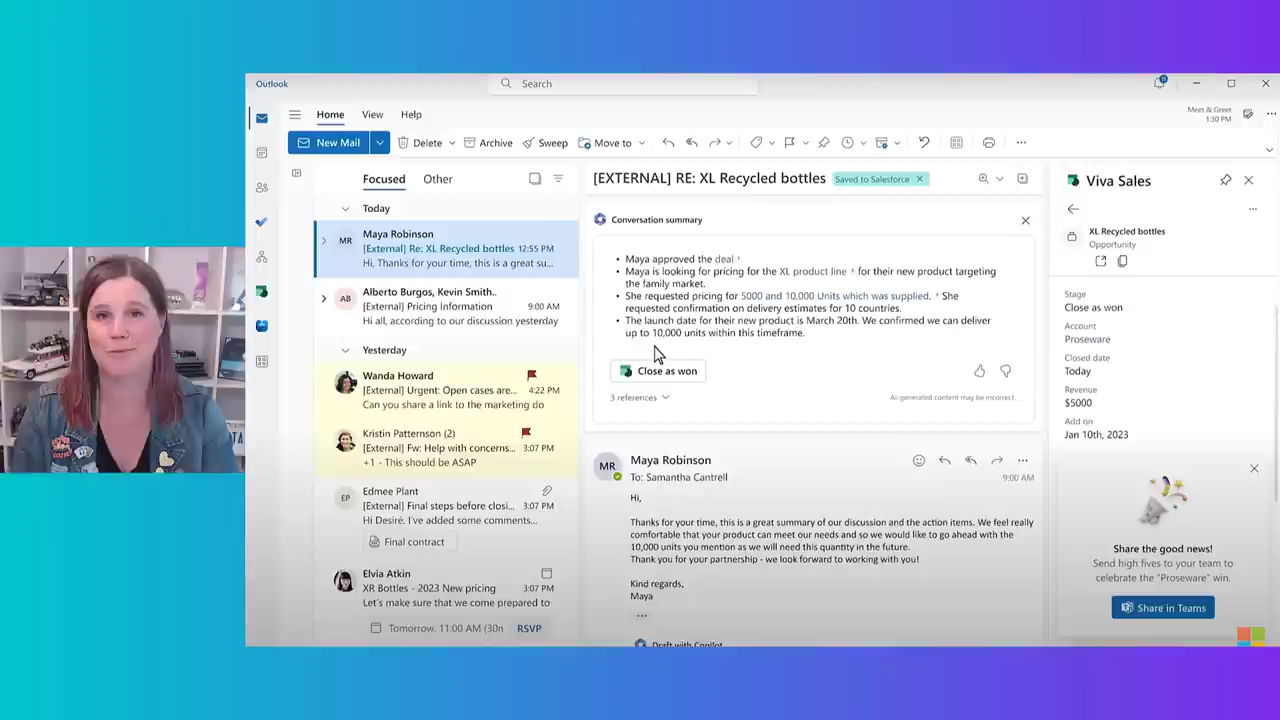 Outlook
Search
Home View Help
Meet & Greet
1:30 PM
New Mail
Delete
Archive
Sweep
Move to
Focused Other
Today
MR
Maya Robinson
[External] Re: XL Recycled bottles 12:55 PM
Hi, Thanks for your time, this is a great su...
AB
Alberto Burgos, Kevin Smith..
[External] Pricing Information 9:00 AM
Hi all, according to our discussion yesterday
Yesterday
Wanda Howard
[External] Urgent: Open cases are... 4:22 PM
Can you share a link to the marketing do
Kristin Patternson (2)
[External] Fw: Help with concerns... 3:07 PM
+1 - This should be ASAP
EP
Edmee Plant
[External] Final steps before closi... 3:07 PM
Hi Desiré. I've added some comments...
Final contract
Elvia Atkin
XR Bottles - 2023 New pricing 3:07 PM
Let's make sure that we come prepared to
Tomorrow. 11:00 AM (30n RSVP
[EXTERNAL] RE: XL Recycled bottles Saved to Salesforce
Conversation summary
• Maya approved the deal
• Maya is looking for pricing for the XL product line for their new product targeting
the family market.
• She requested pricing for 5000 and 10,000 Units which was supplied. She
requested confirmation on delivery estimates for 10 countries.
• The launch date for their new product is March 20th. We confirmed we can deliver
up to 10,000 units within this timeframe.
Close as won
3 references
AI-generated content may be incorrect...
MR
Maya Robinson
To: Samantha Cantrell
9:00 AM
Hi,
Thanks for your time, this is a great summary of our discussion and the action items. We feel really
comfortable that your product can meet our needs and so we would like to go ahead with the
10,000 units you mention as we will need this quantity in the future.
Thank you for your partnership - we look forward to working with you!
Kind regards,
Maya
...
Draft with Copilot
Viva Sales
XL Recycled bottles
Opportunity
Stage
Close as won
Account
Proseware
Closed date
Today
Revenue
$5000
Add on
Jan 10th, 2023
Share the good news!
Send high fives to your team to
celebrate the "Proseware" win.
Share in Teams